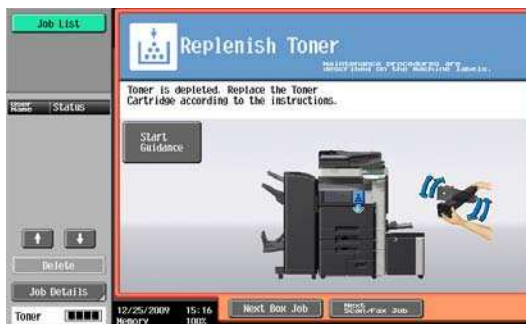 Job List
Replenish Toner
Maintenance procedures are
described on the machine labels.
Toner is depleted. Replace the Toner
Cartridge according to the instructions.
User
Name
Status
Start
Guidance
Delete
Job Details
Toner
12/25/2009 15:16
Memory 100%
Next Box Job
Next
Scan/Fax Job